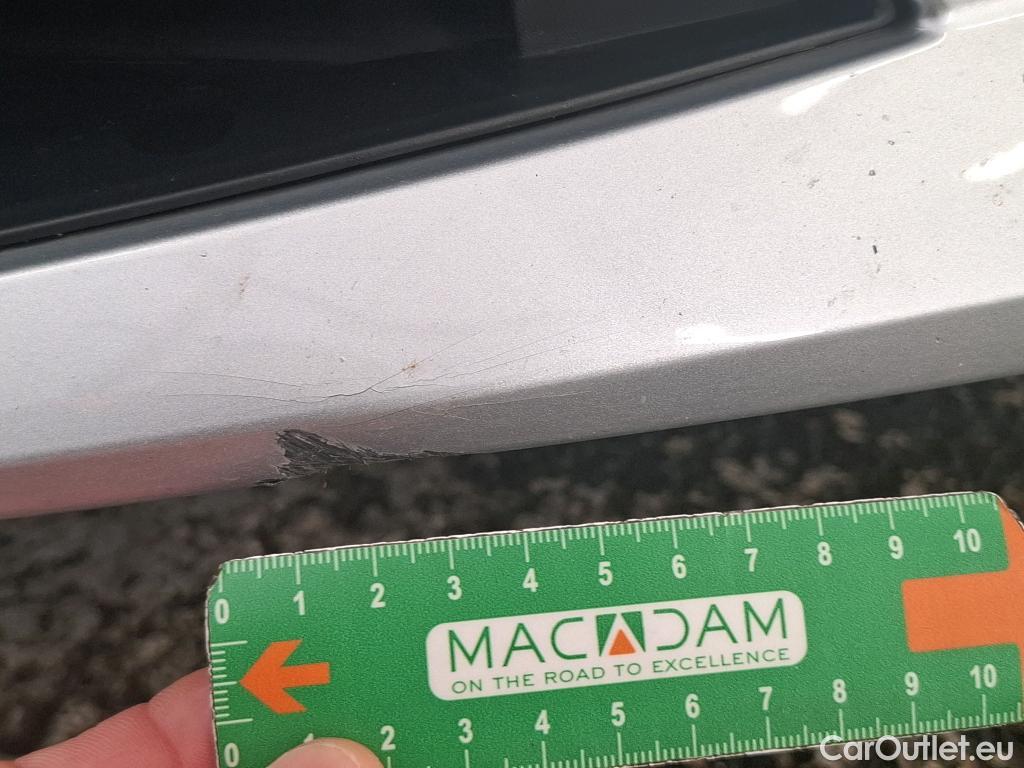 0 1 2 3 4 5 6 7 8 9 10
MACADAM
ON THE ROAD TO EXCELLENCE
0 1 2 3 4 5 6 7 8 9 10
CarOutlet.eu